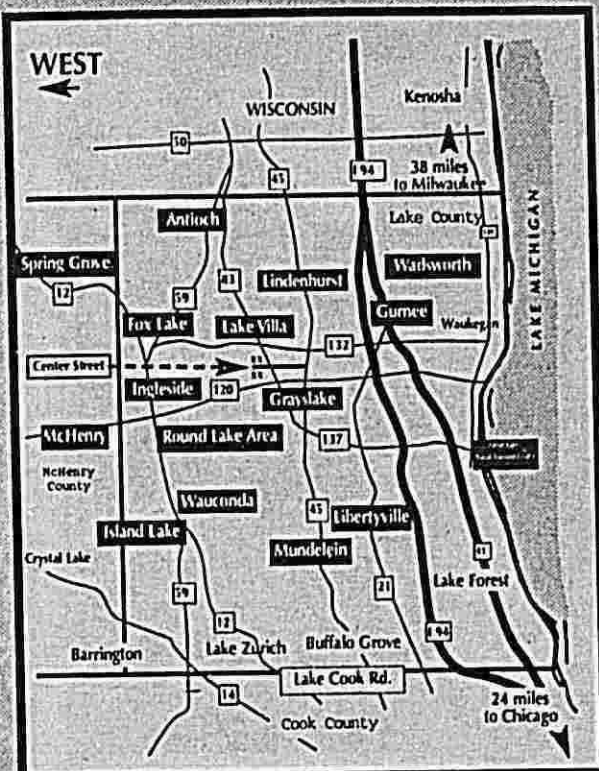 WEST
WISCONSIN
Kenosha
50
45
I 94
38 miles
to Milwaukee
Lake County
LAKE MICHIGAN
Antioch
Spring Grove
12
59
83
Lindenhurst
Wadsworth
Fox Lake
Lake Villa
Gurnee
Waukegan
132
Center Street
Ingleside
120
Grayslake
McHenry
Round Lake Area
137
McHenry
County
Wauconda
45
Libertyville
Island Lake
Mundelein
Crystal Lake
41
59
21
Lake Forest
12
I 94
Barrington
Lake Zurich
Buffalo Grove
Lake Cook Rd.
14
Cook County
24 miles
to Chicago